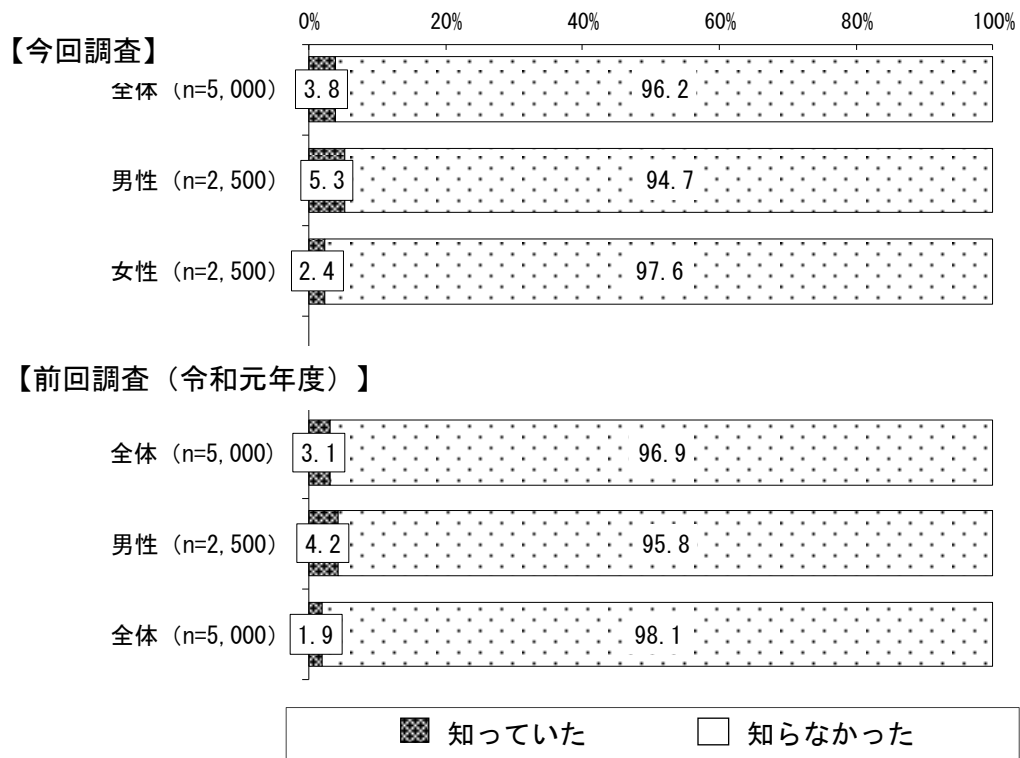 0% 20% 40% 60% 80% 100%
【今回調査】
全体（n=5,000） 3.8 96.2
男性（n=2,500） 5.3 94.7
女性（n=2,500） 2.4 97.6
【前回調査（令和元年度）】
全体（n=5,000） 3.1 96.9
男性（n=2,500） 4.2 95.8
全体（n=5,000） 1.9 98.1
知っていた 知らなかった